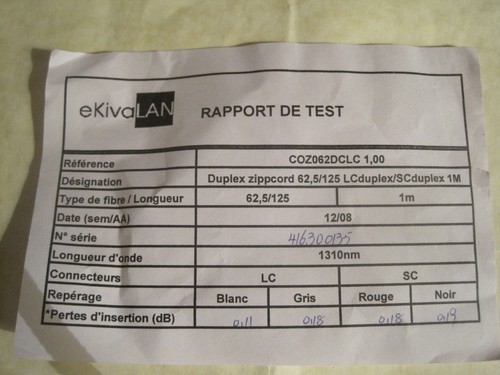 eKivaLAN
RAPPORT DE TEST
Référence COZ062DCLC 1,00
Désignation Duplex zippcord 62,5/125 LCduplex/SCduplex 1M
Type de fibre / Longueur 62,5/125 1m
Date (sem/AA) 12/08
N° série 416300135
Longueur d'onde 1310nm
Connecteurs LC SC
Repérage Blanc Gris Rouge Noir
*Pertes d'insertion (dB) 0,11 0,18 0,18 0,19